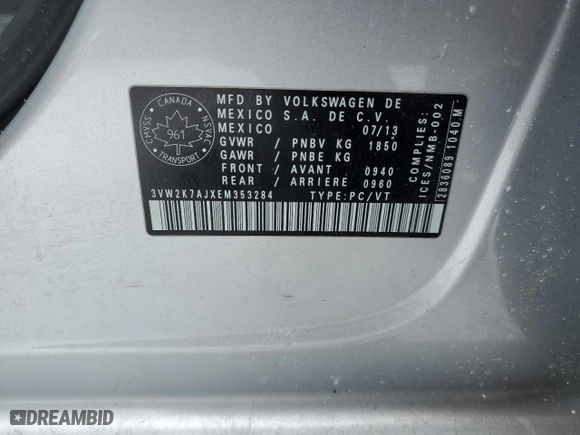 CANADA
CMVSS
NSVAC
961
TRANSPORT
MFD BY VOLKSWAGEN DE
MEXICO S.A. DE C.V.
MEXICO 07/13
GVWR / PNBV KG 1850
GAWR / PNBE KG
FRONT / AVANT 0940
REAR / ARRIERE 0960
3VW2K7AJXEM353284 TYPE:PC/VT
COMPLIES:
ICES/NMB-002
2836089 1040 M
DREAMBID